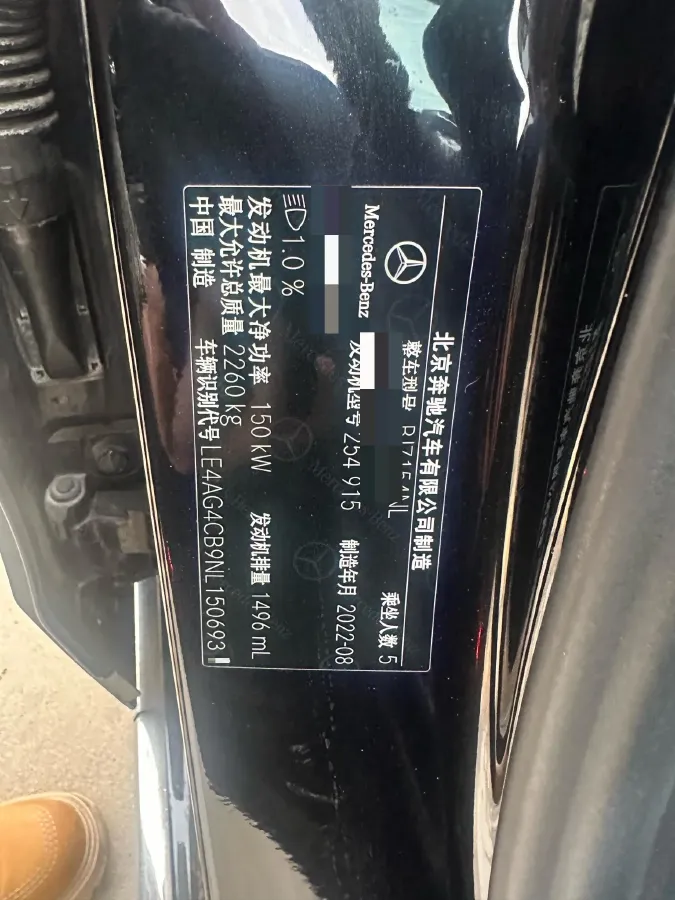 北京奔驰汽车有限公司制造
Mercedes-Benz
整车型号
乘坐人数 5
发动机型号 254 915
制造年月 2022-08
1.0 %
发动机最大净功率 150 kW
发动机排量 1496 mL
最大允许总质量 2260 kg
中国 制造
车辆识别代号 LE4AG4CB9NL150693